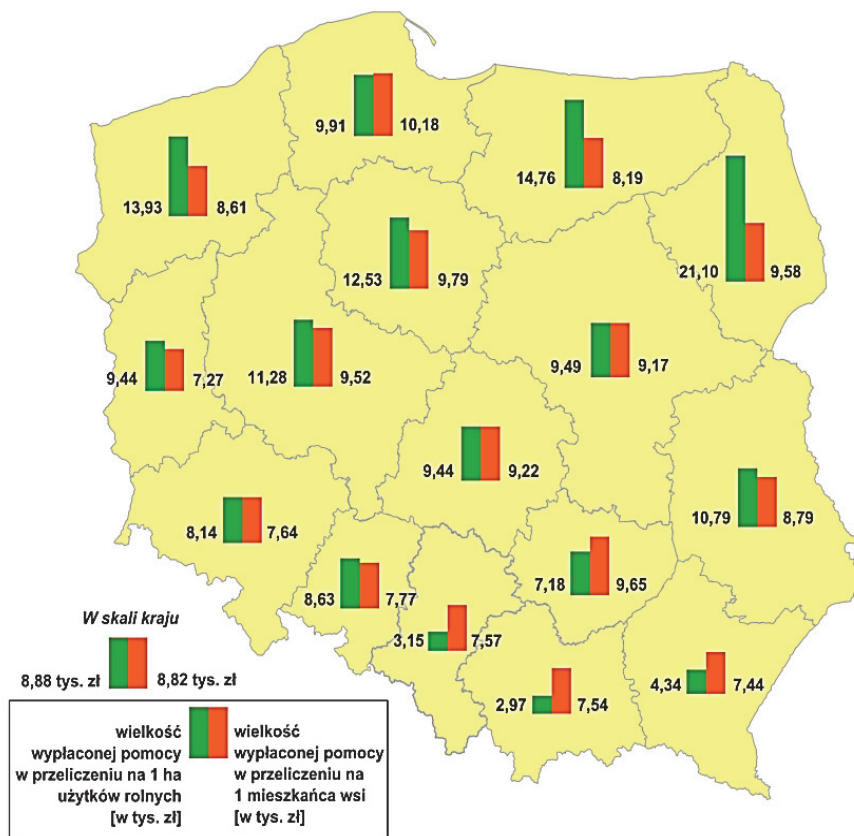 9,91 10,18
14,76 8,19
13,93 8,61
21,10 9,58
12,53 9,79
9,49 9,17
9,44 7,27
11,28 9,52
9,44 9,22
10,79 8,79
8,14 7,64
7,18 9,65
8,63 7,77
3,15 7,57
4,34 7,44
2,97 7,54
W skali kraju
8,88 tys. zł 8,82 tys. zł
wielkość
wypłaconej pomocy
w przeliczeniu na 1 ha
użytków rolnych
[w tys. zł]
wielkość
wypłaconej pomocy
w przeliczeniu na
1 mieszkańca wsi
[w tys. zł]